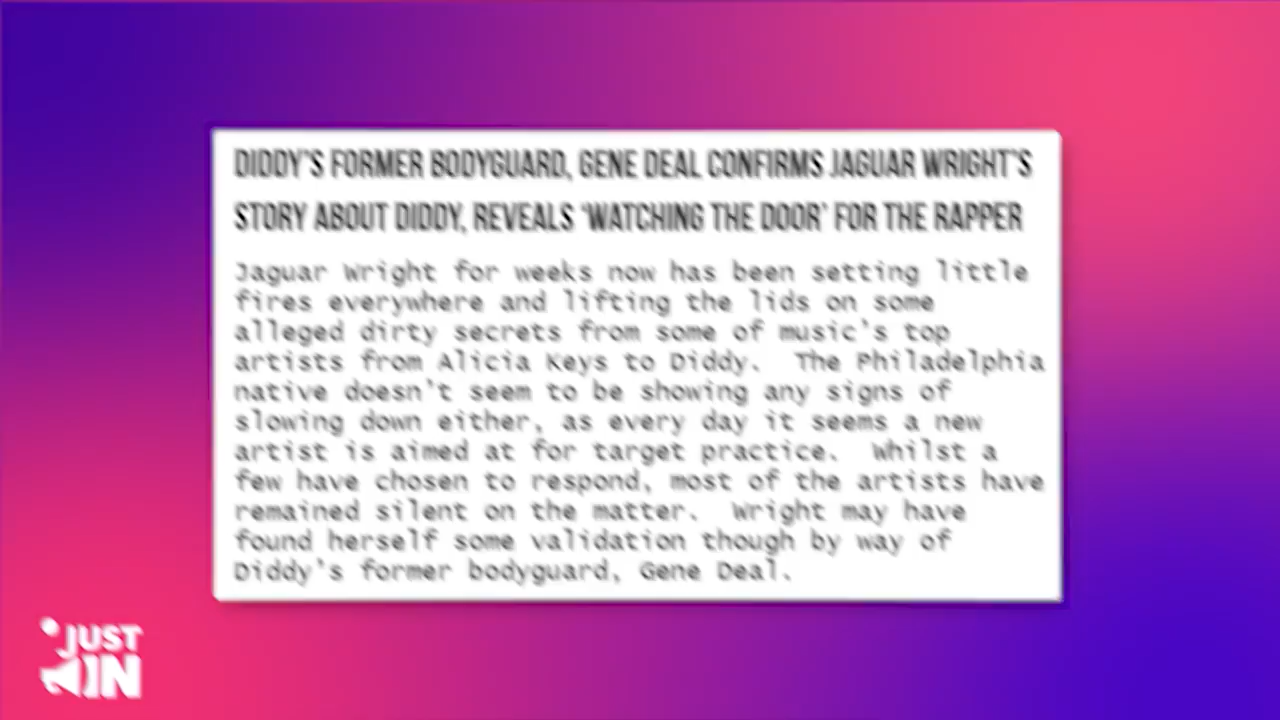 DIDDY'S FORMER BODYGUARD, GENE DEAL CONFIRMS JAGUAR WRIGHT'S
STORY ABOUT DIDDY, REVEALS 'WATCHING THE DOOR' FOR THE RAPPER
Jaguar Wright for weeks now has been setting little
fires everywhere and lifting the lids on some
alleged dirty secrets from some of music's top
artists from Alicia Keys to Diddy.  The Philadelphia
native doesn't seem to be showing any signs of
slowing down either, as every day it seems a new
artist is aimed at for target practice.  Whilst a
few have chosen to respond, most of the artists have
remained silent on the matter.  Wright may have
found herself some validation though by way of
Diddy's former bodyguard, Gene Deal.
JUST
IN